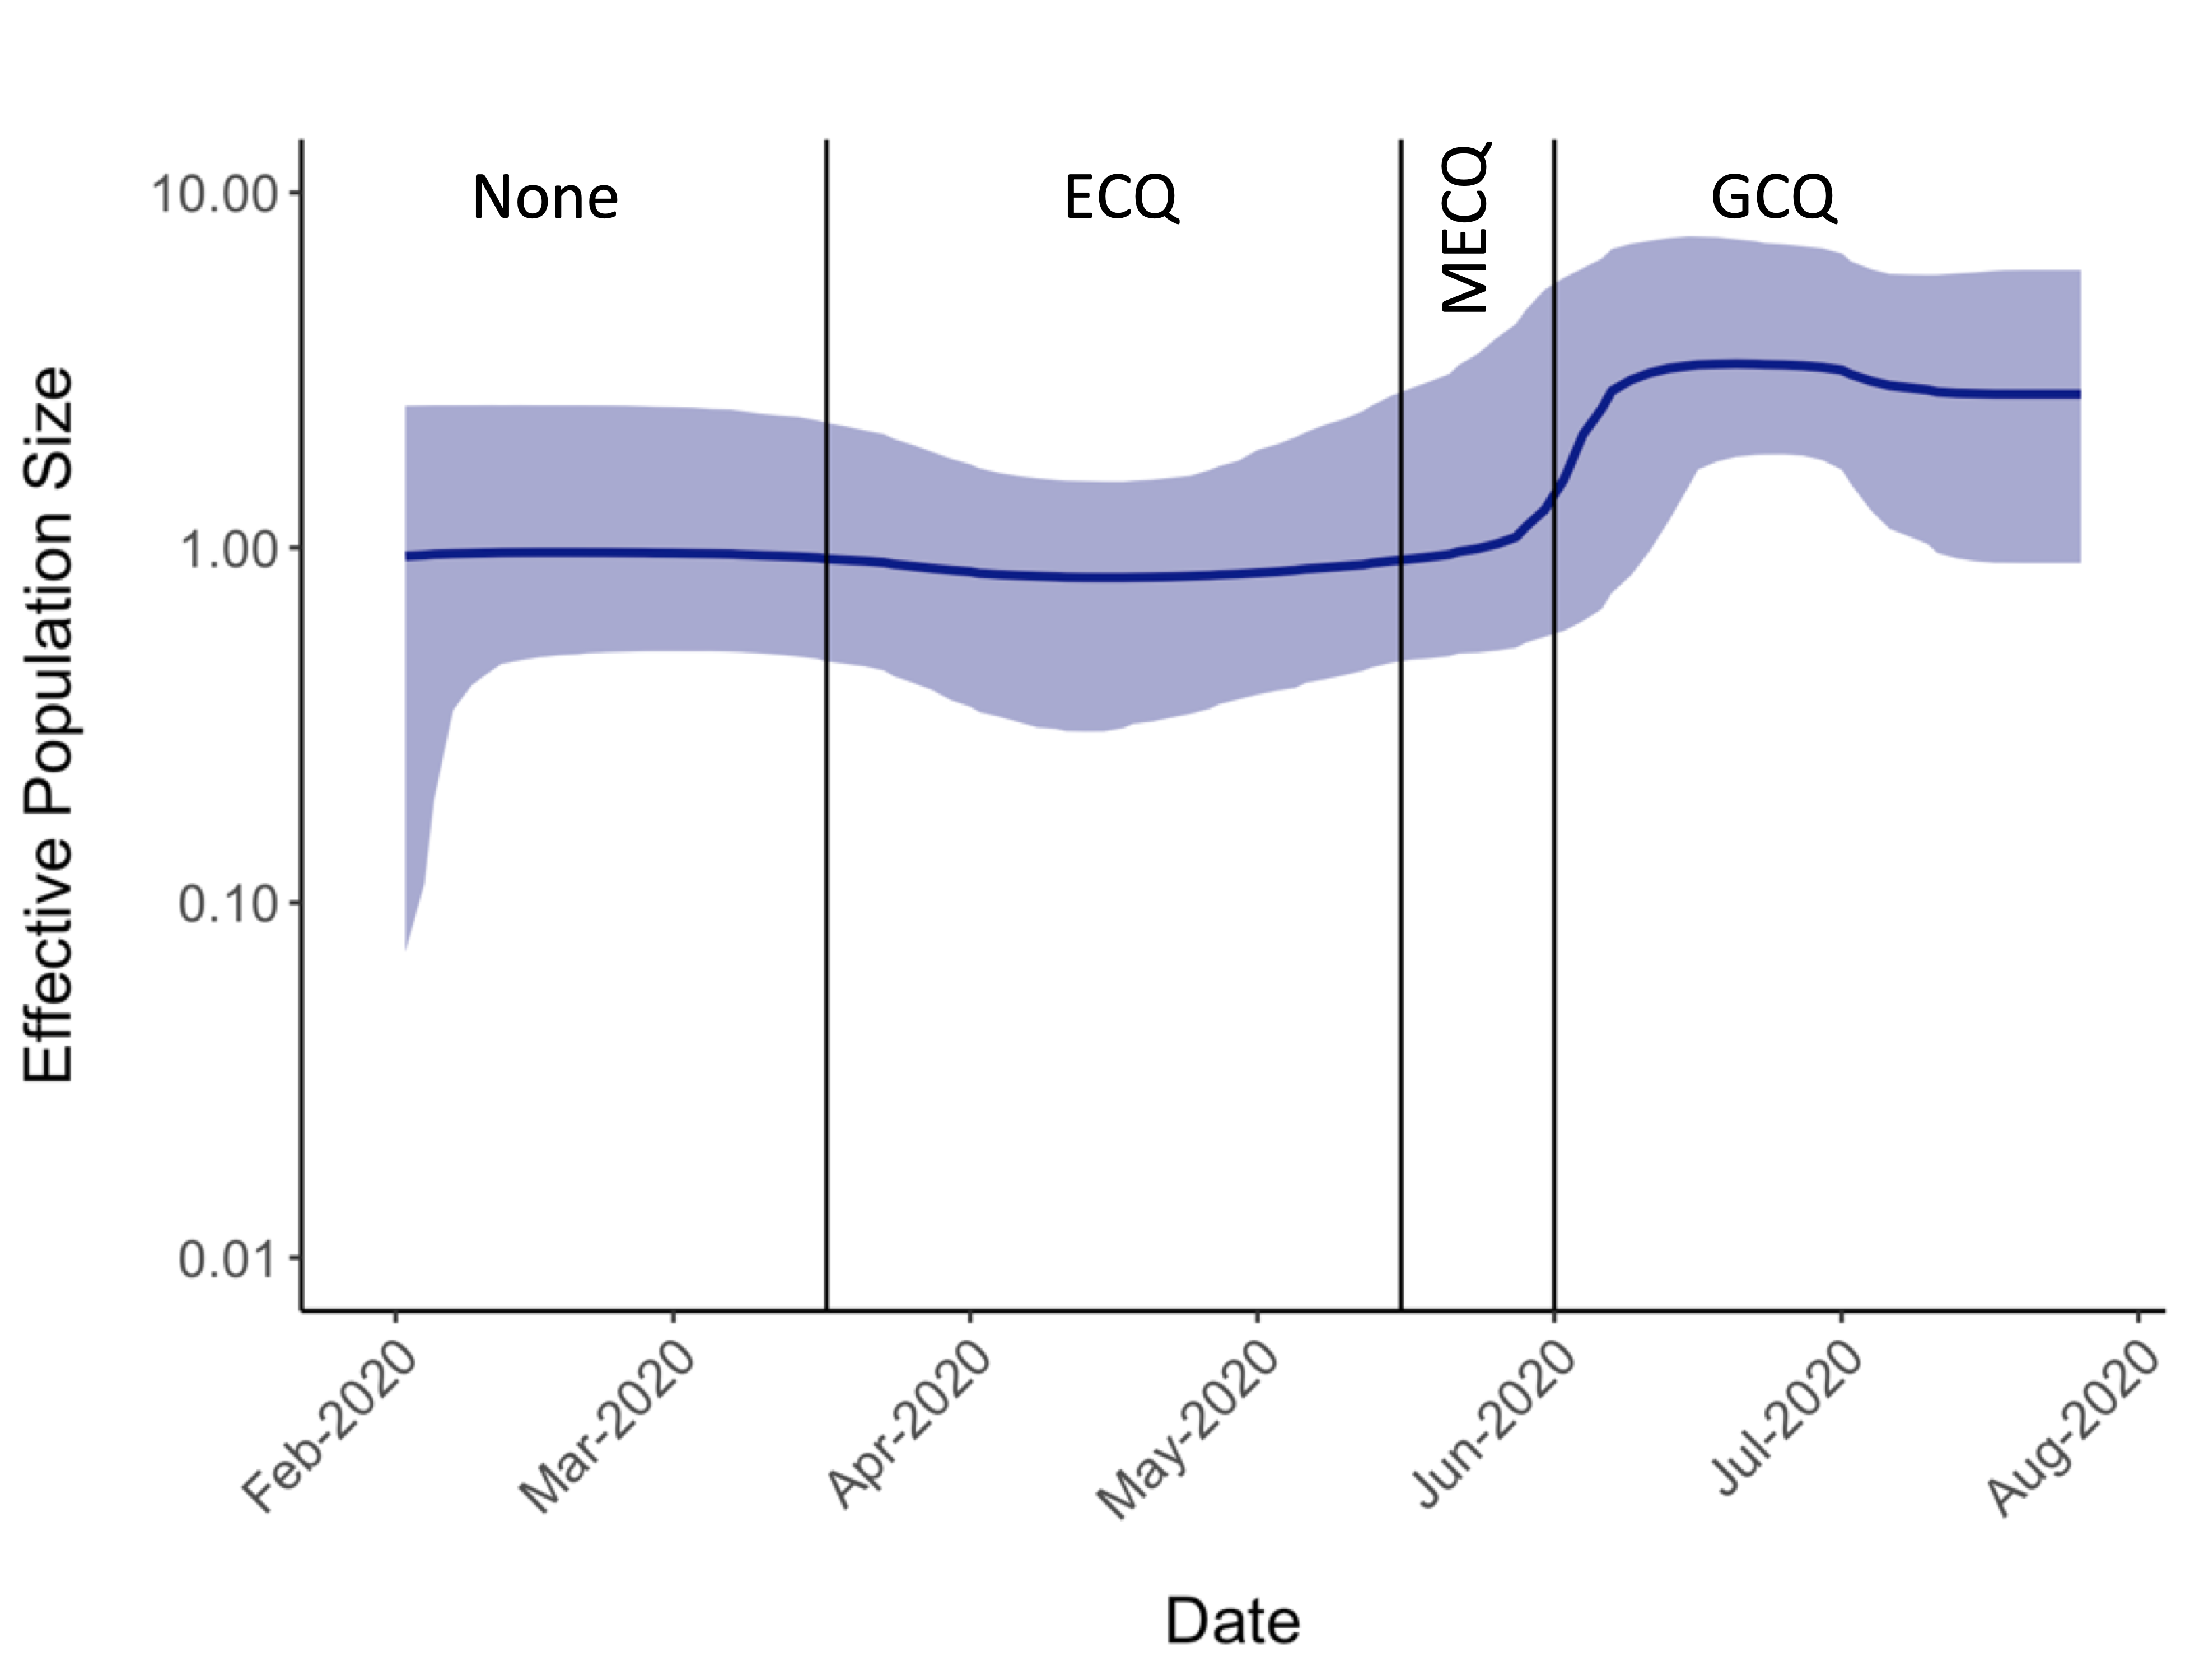 None
ECQ
MECQ
GCQ
Effective Population Size
10.00
1.00
0.10
0.01
Feb-2020
Mar-2020
Apr-2020
May-2020
Jun-2020
Jul-2020
Aug-2020
Date